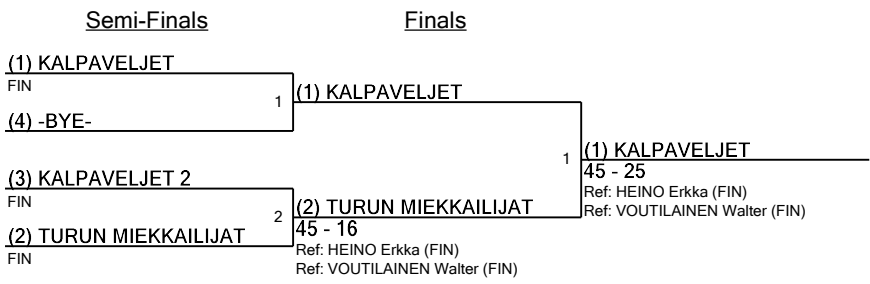 Semi-Finals
Finals
(1) KALPAVELJET
FIN
1
(1) KALPAVELJET
(4) -BYE-
1
(1) KALPAVELJET
45 - 25
Ref: HEINO Erkka (FIN)
Ref: VOUTILAINEN Walter (FIN)
(3) KALPAVELJET 2
FIN
2
(2) TURUN MIEKKAILIJAT
45 - 16
Ref: HEINO Erkka (FIN)
Ref: VOUTILAINEN Walter (FIN)
(2) TURUN MIEKKAILIJAT
FIN